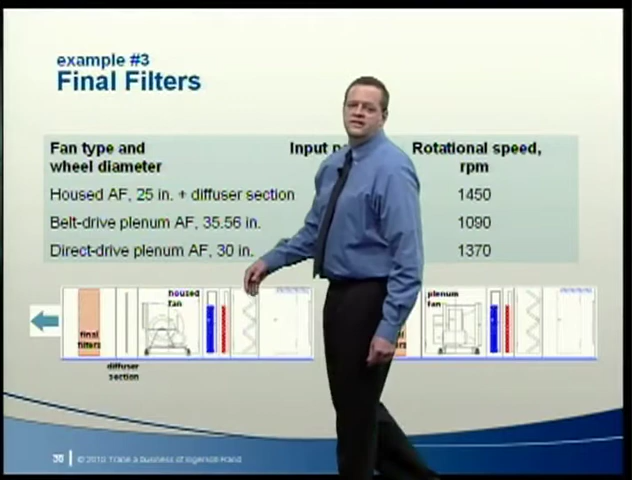 example #3
Final Filters
Fan type and
wheel diameter
Input
Rotational speed,
rpm
Housed AF, 25 in. + diffuser section
1450
Belt-drive plenum AF, 35.56 in.
1090
Direct-drive plenum AF, 30 in.
1370
housed
fan
final
filters
diffuser
section
plenum
fan
© 2010 Trane a business of Ingersoll-Rand